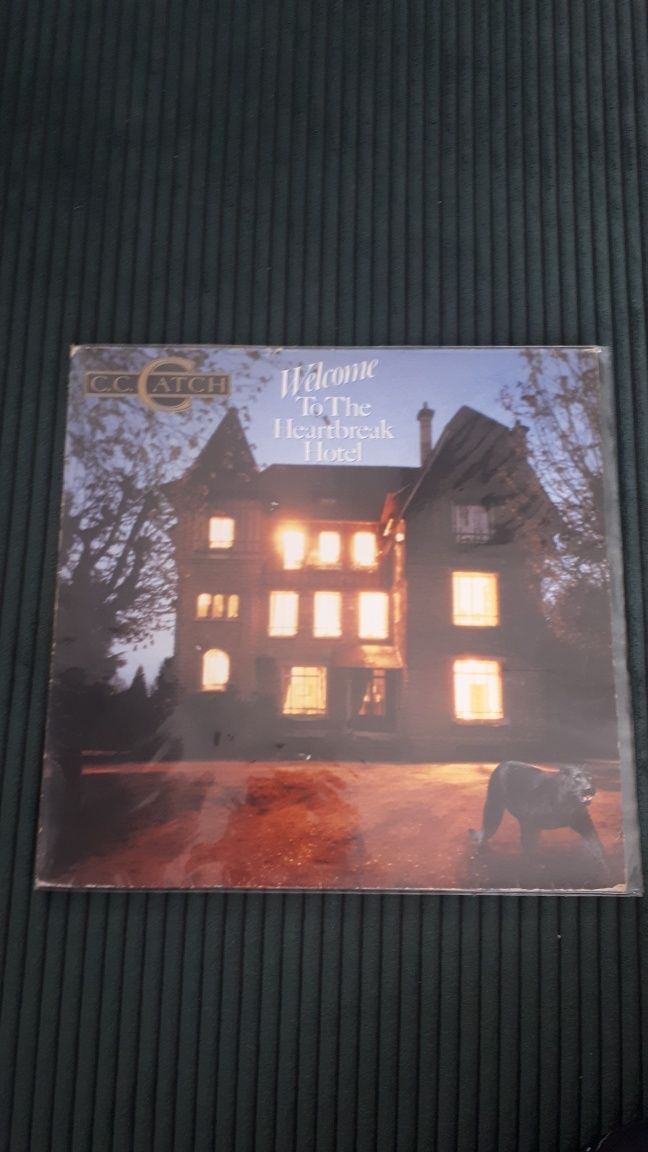 C.C.CATCH
Welcome
To The
Heartbreak
Hotel